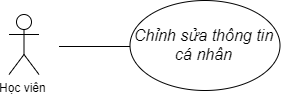 Chỉnh sửa thông tin
cá nhân
Học viên